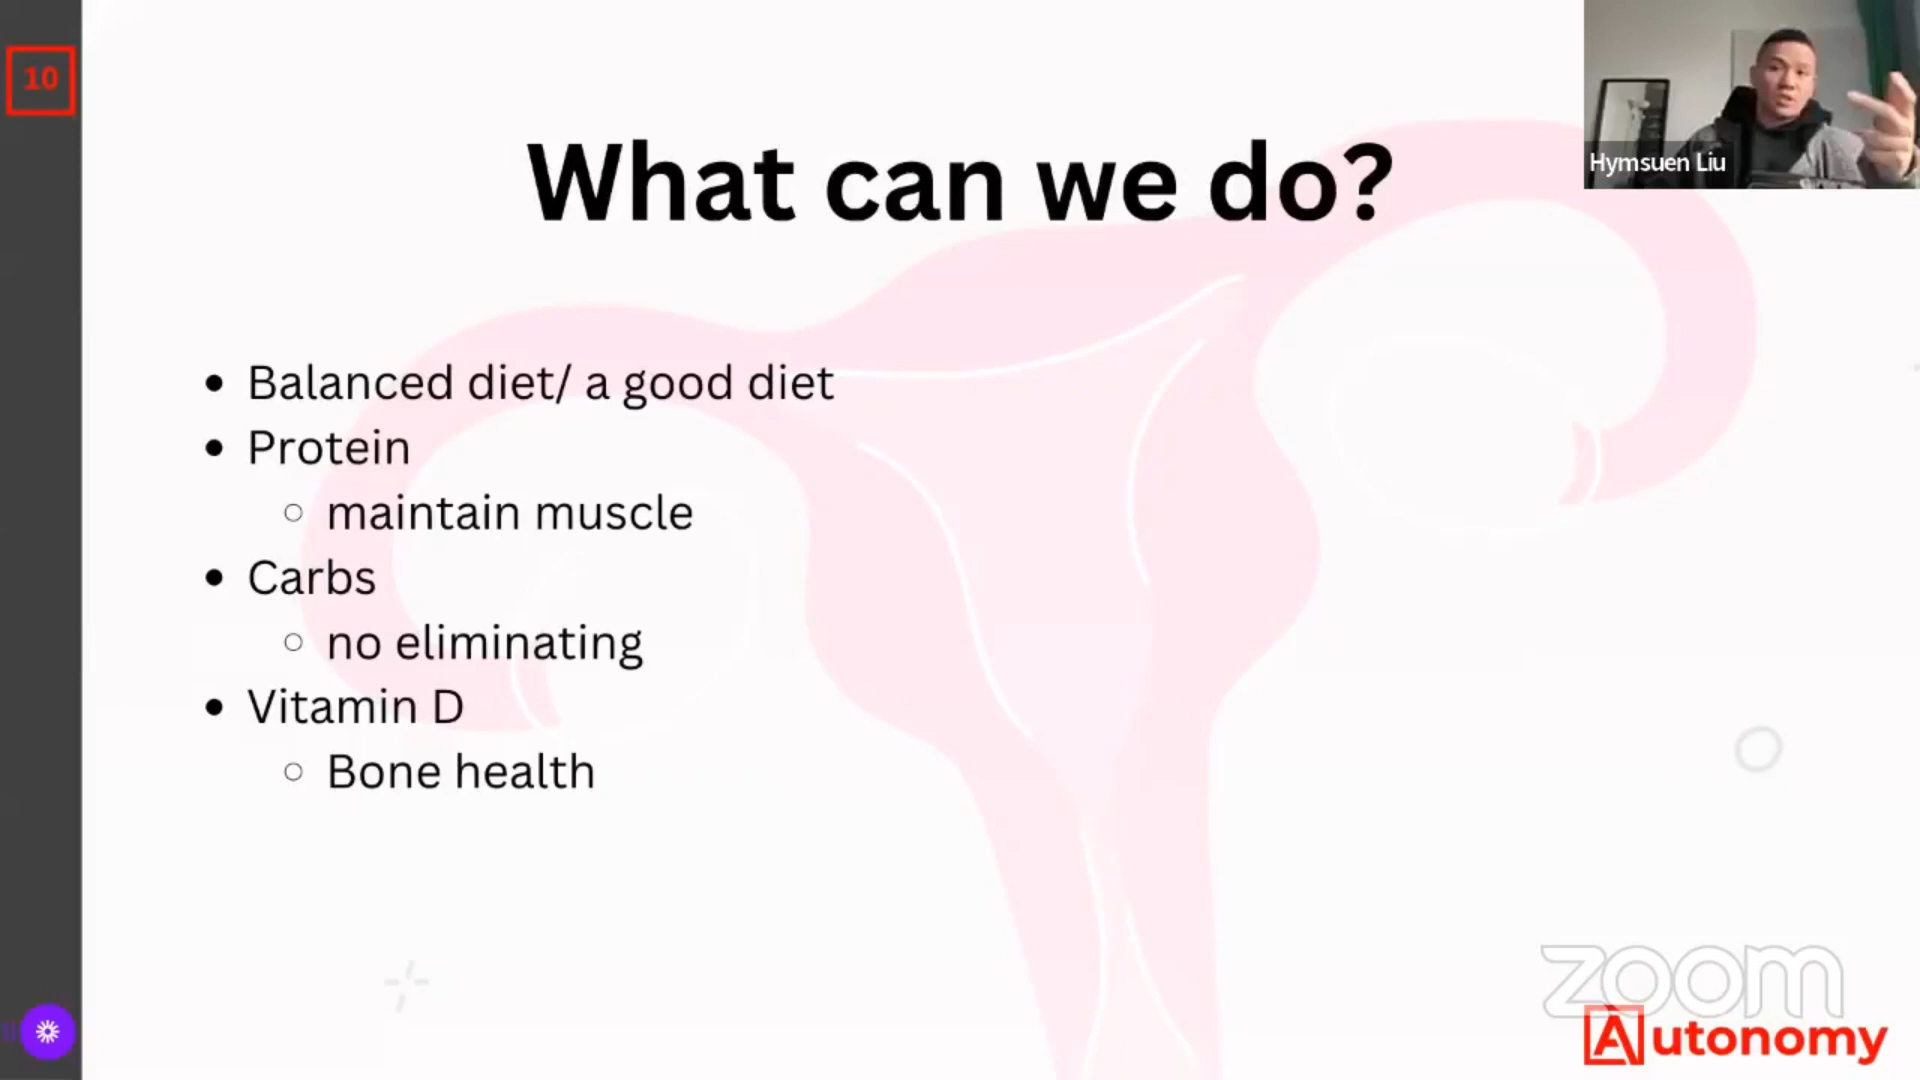 10
What can we do?
Hymsuen Liu
Balanced diet/ a good diet
Protein
maintain muscle
Carbs
no eliminating
Vitamin D
Bone health
zoom
Autonomy